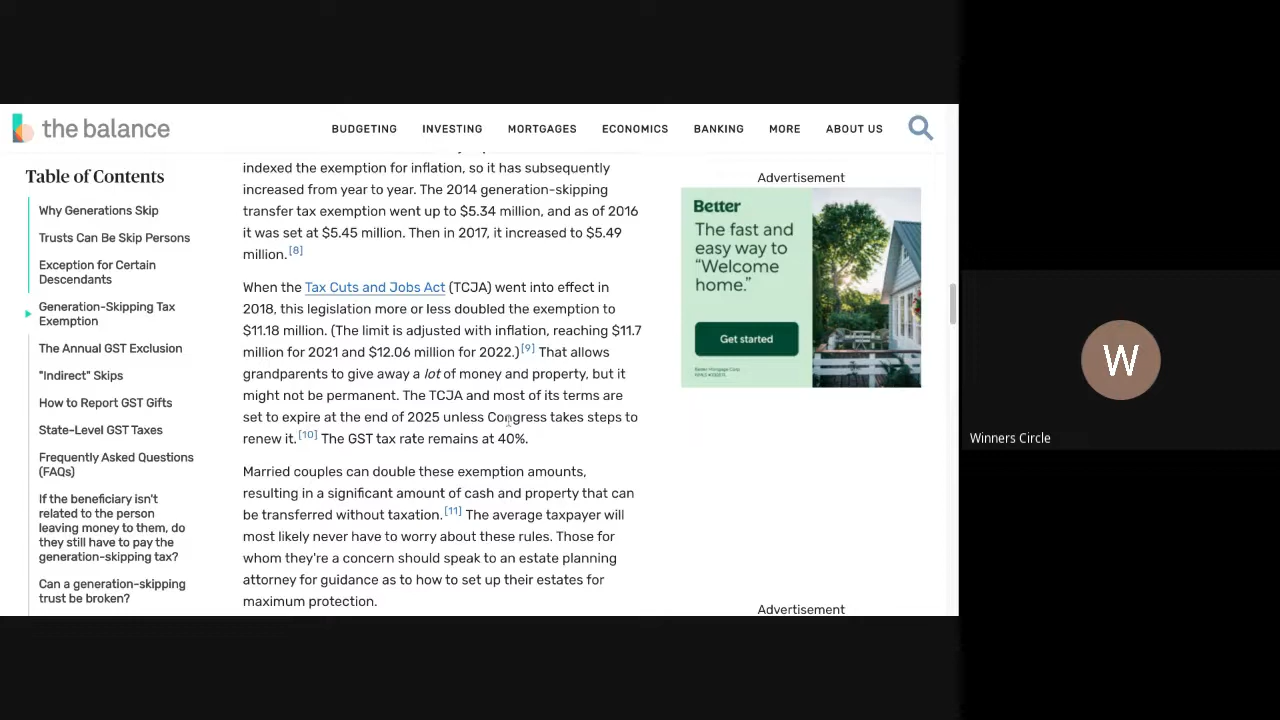 the balance
BUDGETING INVESTING MORTGAGES ECONOMICS BANKING MORE ABOUT US
Table of Contents
Why Generations Skip
Trusts Can Be Skip Persons
Exception for Certain
Descendants
Generation-Skipping Tax
Exemption
The Annual GST Exclusion
"Indirect" Skips
How to Report GST Gifts
State-Level GST Taxes
Frequently Asked Questions
(FAQs)
If the beneficiary isn't
related to the person
leaving money to them, do
they still have to pay the
generation-skipping tax?
Can a generation-skipping
trust be broken?
indexed the exemption for inflation, so it has subsequently
increased from year to year. The 2014 generation-skipping
transfer tax exemption went up to $5.34 million, and as of 2016
it was set at $5.45 million. Then in 2017, it increased to $5.49
million.[8]
When the Tax Cuts and Jobs Act (TCJA) went into effect in
2018, this legislation more or less doubled the exemption to
$11.18 million. (The limit is adjusted with inflation, reaching $11.7
million for 2021 and $12.06 million for 2022.)[9] That allows
grandparents to give away a lot of money and property, but it
might not be permanent. The TCJA and most of its terms are
set to expire at the end of 2025 unless Congress takes steps to
renew it.[10] The GST tax rate remains at 40%.
Married couples can double these exemption amounts,
resulting in a significant amount of cash and property that can
be transferred without taxation.[11] The average taxpayer will
most likely never have to worry about these rules. Those for
whom they're a concern should speak to an estate planning
attorney for guidance as to how to set up their estates for
maximum protection.
Advertisement
Better
The fast and
easy way to
“Welcome
home.”
Get started
Advertisement
W
Winners Circle